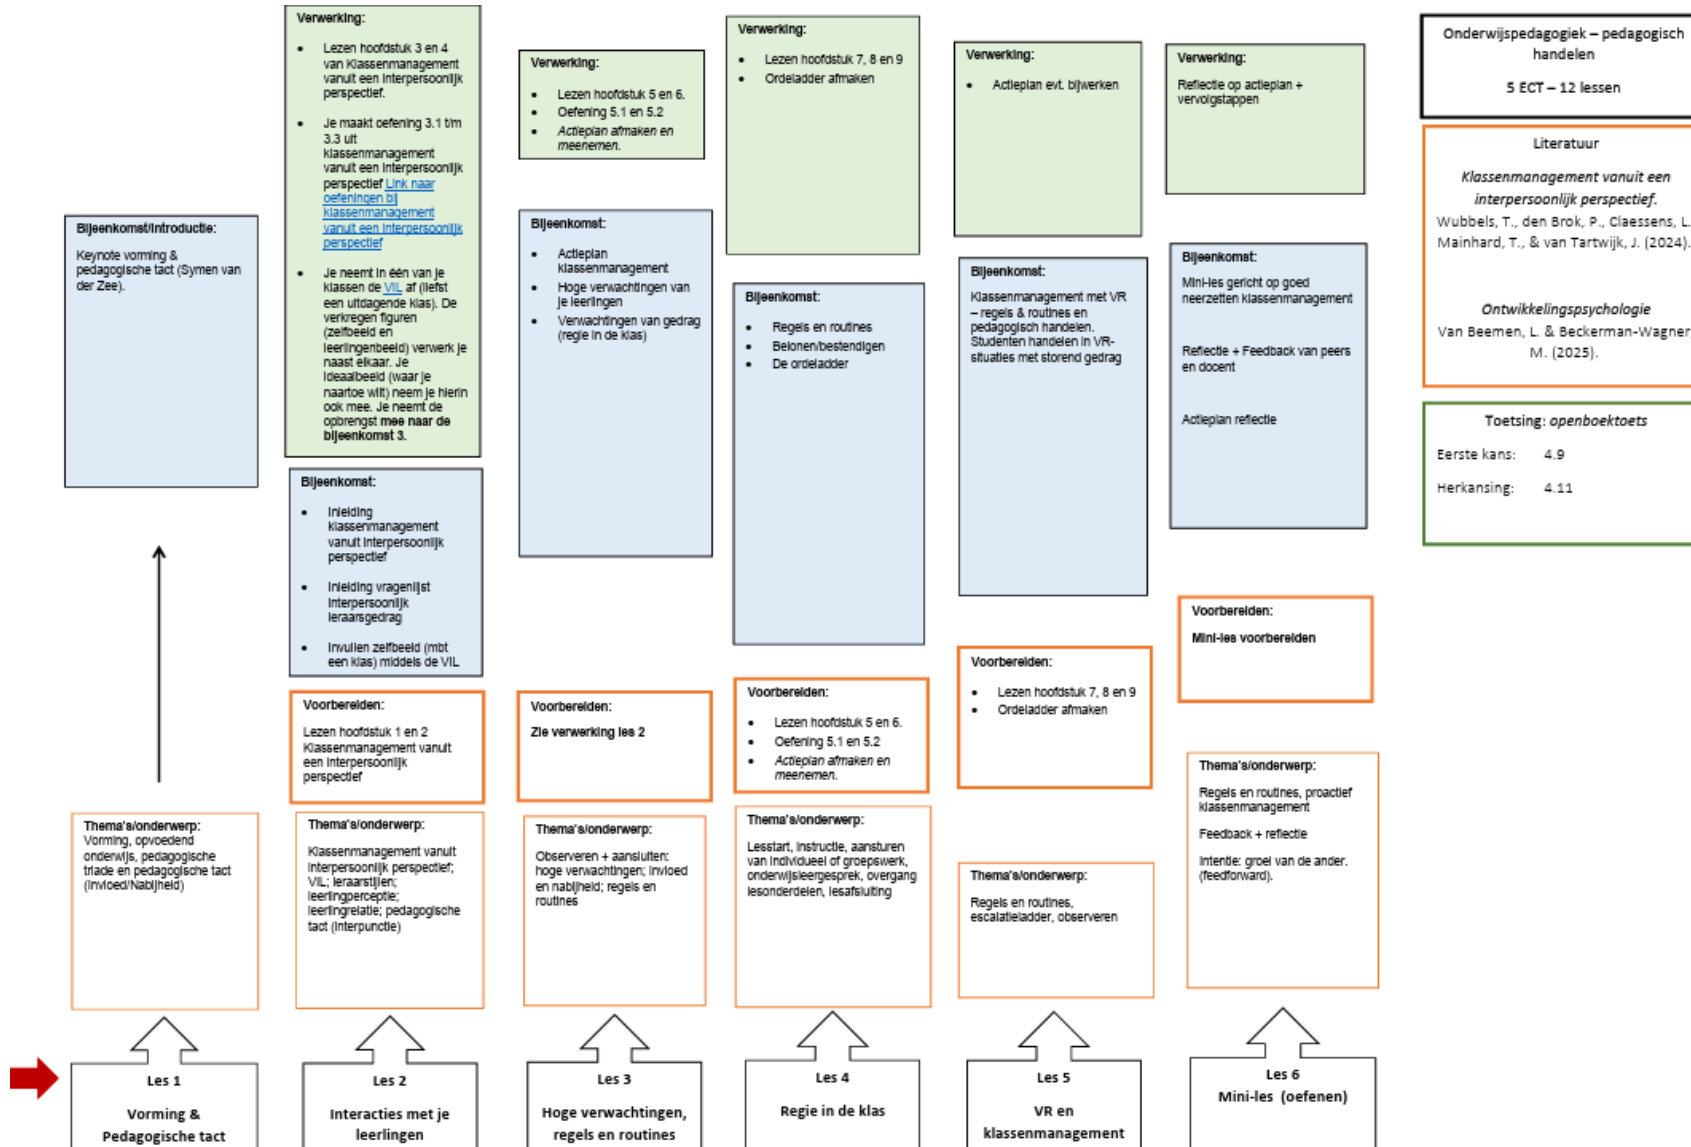 Verwerking:
• Lezen hoofdstuk 3 en 4
van Klassenmanagement
vanuit een interpersoonlijk
perspectief.
• Je maakt oefening 3.1 t/m
3.3 uit
klassenmanagement
vanuit een interpersoonlijk
perspectief Link naar
oefeningen bij
klassenmanagement
vanuit een interpersoonlijk
perspectief
• Je neemt in één van je
klassen de VIL af (liefst
een uitdagende klas). De
verkregen figuren
(zelfbeeld en
leerlingenbeeld) verwerk je
naast elkaar. Je
ideaalbeeld (waar je
naartoe wilt) neem je hierin
ook mee. Je neemt de
opbrengst mee naar de
bijeenkomst 3.
Verwerking:
• Lezen hoofdstuk 5 en 6.
• Oefening 5.1 en 5.2
• Actieplan afmaken en
meenemen.
Verwerking:
• Lezen hoofdstuk 7, 8 en 9
• Ordeladder afmaken
Verwerking:
• Actieplan evt. bijwerken
Verwerking:
Reflectie op actieplan +
vervolgstappen
Onderwijspedagogiek – pedagogisch
handelen
5 ECT – 12 lessen
Literatuur
Klassenmanagement vanuit een
interpersoonlijk perspectief.
Wubbels, T., den Brok, P., Claessens, L.
Mainhard, T., & van Tartwijk, J. (2024).
Ontwikkelingspsychologie
Van Beemen, L. & Beckerman-Wagner,
M. (2025).
Toetsing: openboektoets
Eerste kans: 4.9
Herkansing: 4.11
Bijeenkomst/Introductie:
Keynote vorming &
pedagogische tact (Symen van
der Zee).
Bijeenkomst:
• Inleiding
klassenmanagement
vanuit interpersoonlijk
perspectief
• Inleiding vragenlijst
Interpersoonlijk
leraarsgedrag
• Invullen zelfbeeld (mbt
een klas) middels de VIL
Bijeenkomst:
• Actieplan
klassenmanagement
• Hoge verwachtingen van
je leerlingen
• Verwachtingen van gedrag
(regie in de klas)
Bijeenkomst:
• Regels en routines
• Belonen/bestendigen
• De ordeladder
Bijeenkomst:
Klassenmanagement met VR
– regels & routines en
pedagogisch handelen.
Studenten handelen in VR-
situaties met storend gedrag
Bijeenkomst:
Mini-les gericht op goed
neerzetten klassenmanagement
Reflectie + Feedback van peers
en docent
Actieplan reflectie
Voorbereiden:
Lezen hoofdstuk 1 en 2
Klassenmanagement vanuit
een interpersoonlijk
perspectief
Voorbereiden:
Zie verwerking les 2
Voorbereiden:
• Lezen hoofdstuk 5 en 6.
• Oefening 5.1 en 5.2
• Actieplan afmaken en
meenemen.
Voorbereiden:
• Lezen hoofdstuk 7, 8 en 9
• Ordeladder afmaken
Voorbereiden:
Mini-les voorbereiden
Thema's/onderwerp:
Vorming, opvoedend
onderwijs, pedagogische
triade en pedagogische tact
(Invloed/Nabijheid)
Thema's/onderwerp:
Klassenmanagement vanuit
interpersoonlijk perspectief;
VIL; leraarstijlen;
leerlingperceptie;
leerlingrelatie; pedagogische
tact (interpunctie)
Thema's/onderwerp:
Observeren + aansluiten:
hoge verwachtingen; invloed
en nabijheid; regels en
routines
Thema's/onderwerp:
Lesstart, instructie, aansturen
van individueel of groepswerk,
onderwijsleergesprek, overgang
lesonderdelen, lesafsluiting
Thema's/onderwerp:
Regels en routines,
escalatieladder, observeren
Thema's/onderwerp:
Regels en routines, proactief
klassenmanagement
Feedback + reflectie
Intentie: groei van de ander.
(feedforward).
Les 1
Vorming &
Pedagogische tact
Les 2
Interacties met je
leerlingen
Les 3
Hoge verwachtingen,
regels en routines
Les 4
Regie in de klas
Les 5
VR en
klassenmanagement
Les 6
Mini-les (oefenen)